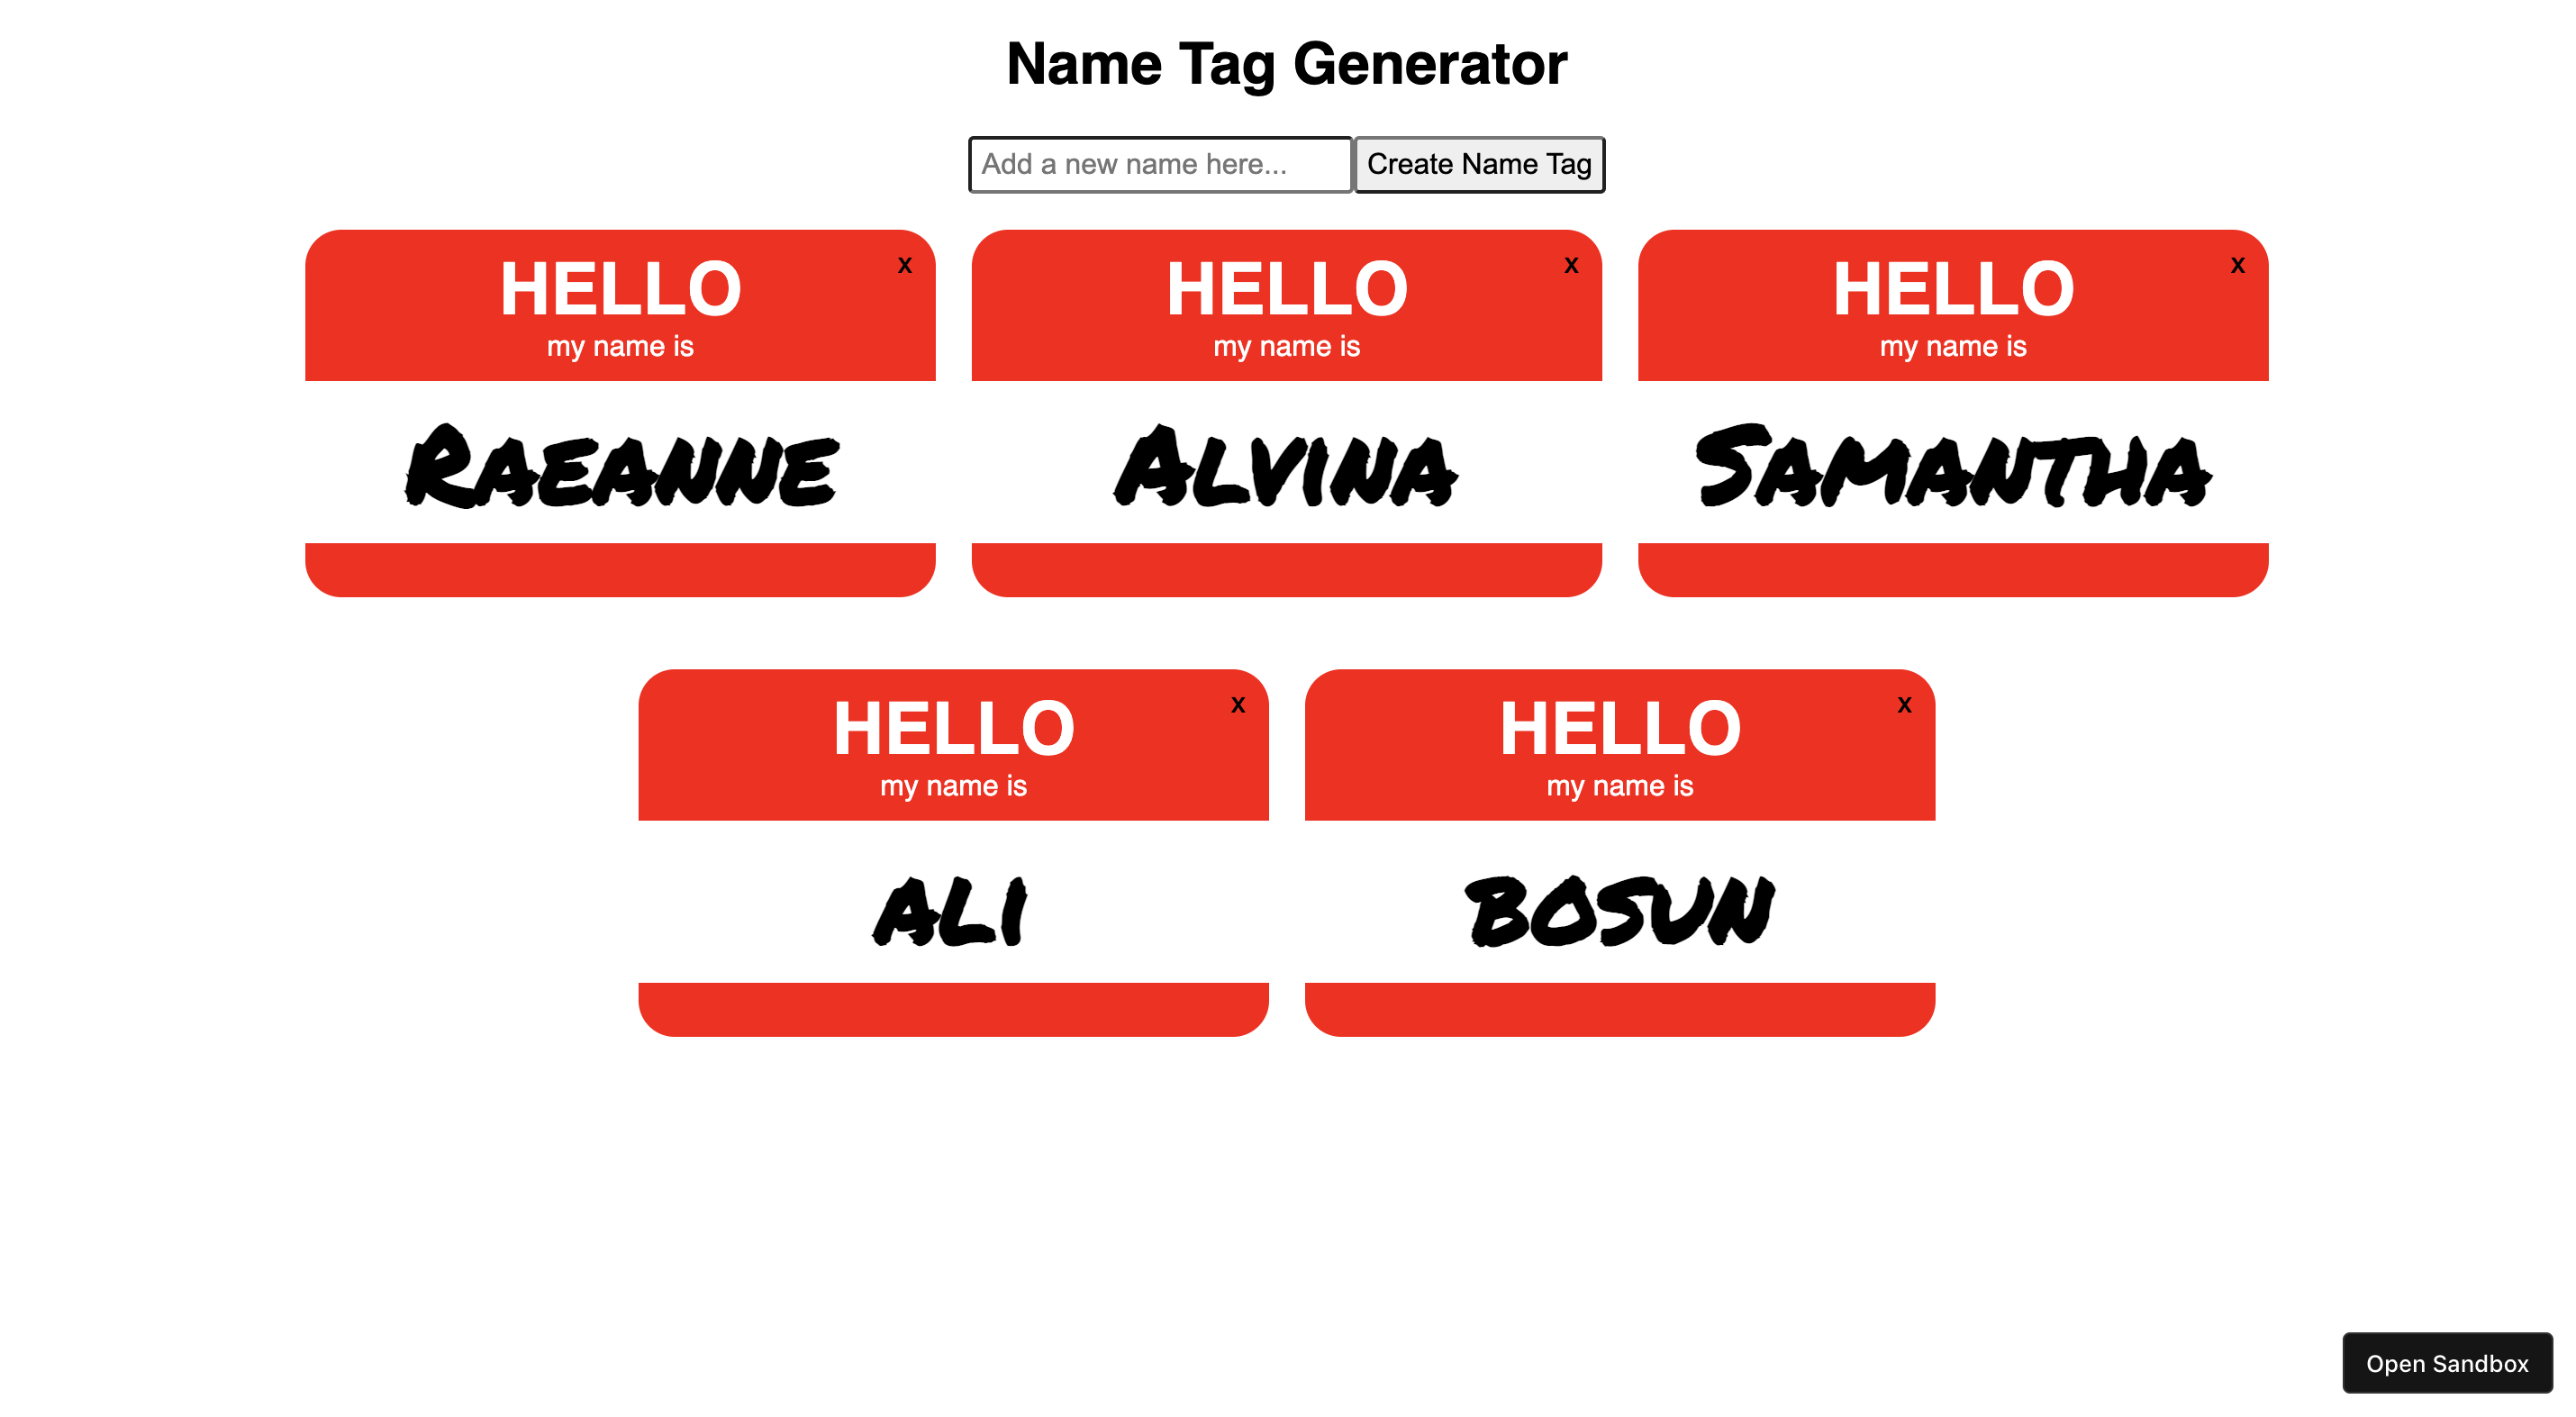 Name Tag Generator
Add a new name here...
Create Name Tag
HELLO
x
my name is
Raeanne
HELLO
x
my name is
Alvina
HELLO
x
my name is
Samantha
HELLO
x
my name is
ali
HELLO
x
my name is
bosun
Open Sandbox